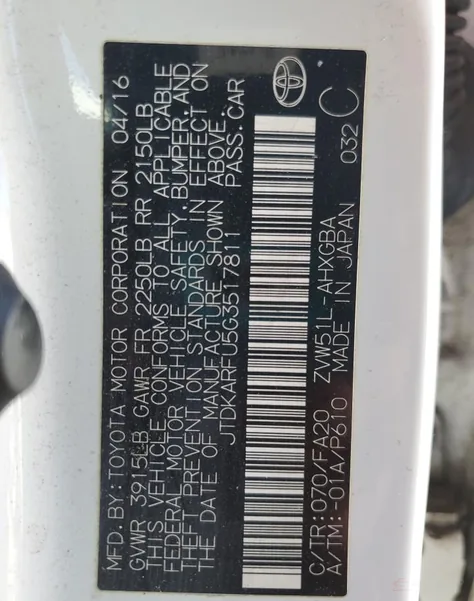 MFD. BY: TOYOTA MOTOR CORPORATION 04/16
GVWR 3915LB GAWR FR 2250LB RR 2150LB
THIS VEHICLE CONFORMS TO ALL APPLICABLE
FEDERAL MOTOR VEHICLE SAFETY, BUMPER, AND
THEFT PREVENTION STANDARDS IN EFFECT ON
THE DATE OF MANUFACTURE SHOWN ABOVE.
JTDKARFU5G3517811 PASS. CAR
C/TR:070/FA20 ZVW51L-AHXGBA
A/TM:-01A/P610 MADE IN JAPAN 032 C